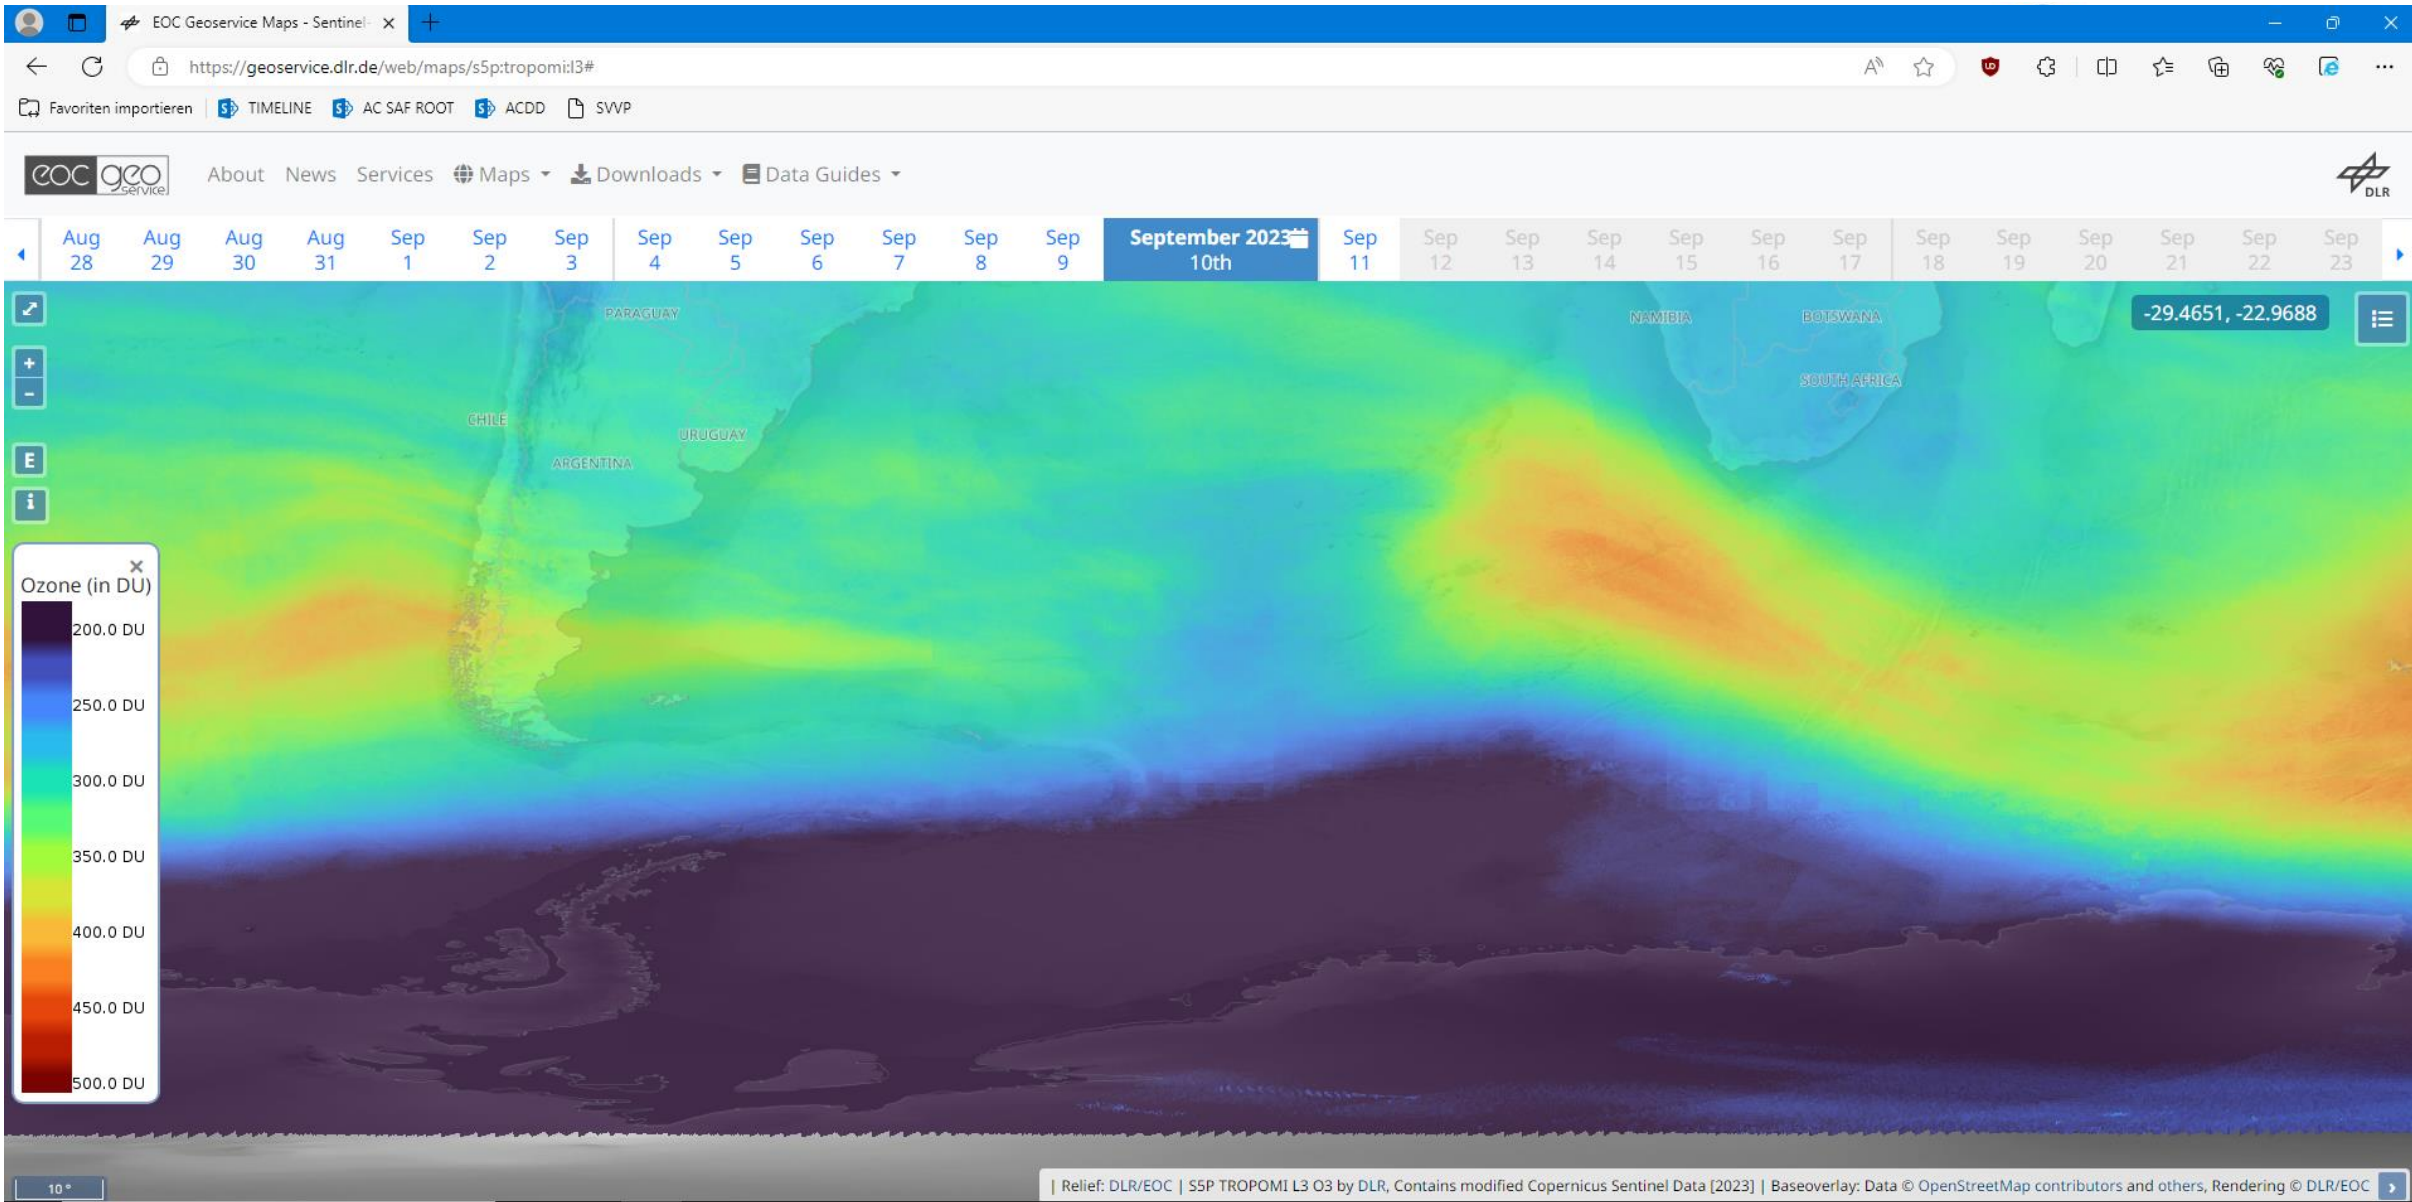 EOC Geoservice Maps - Sentinel-
https://geoservice.dlr.de/web/maps/s5p:tropomi:l3#
Favoriten importieren TIMELINE AC SAF ROOT ACDD SVVP
eoc geo service About News Services Maps Downloads Data Guides DLR
Aug Aug Aug Aug Sep Sep Sep Sep Sep Sep Sep Sep Sep September 2023 Sep Sep Sep Sep Sep Sep Sep Sep Sep Sep Sep Sep Sep
28 29 30 31 1 2 3 4 5 6 7 8 9 10th 11 12 13 14 15 16 17 18 19 20 21 22 23
PARAGUAY NAMIBIA BOTSWANA -29.4651, -22.9688
+
-
SOUTH AFRICA
CHILE
URUGUAY
E ARGENTINA
i
Ozone (in DU)
200.0 DU
250.0 DU
300.0 DU
350.0 DU
400.0 DU
450.0 DU
500.0 DU
10 °
| Relief: DLR/EOC | S5P TROPOMI L3 O3 by DLR, Contains modified Copernicus Sentinel Data [2023] | Baseoverlay: Data © OpenStreetMap contributors and others, Rendering © DLR/EOC